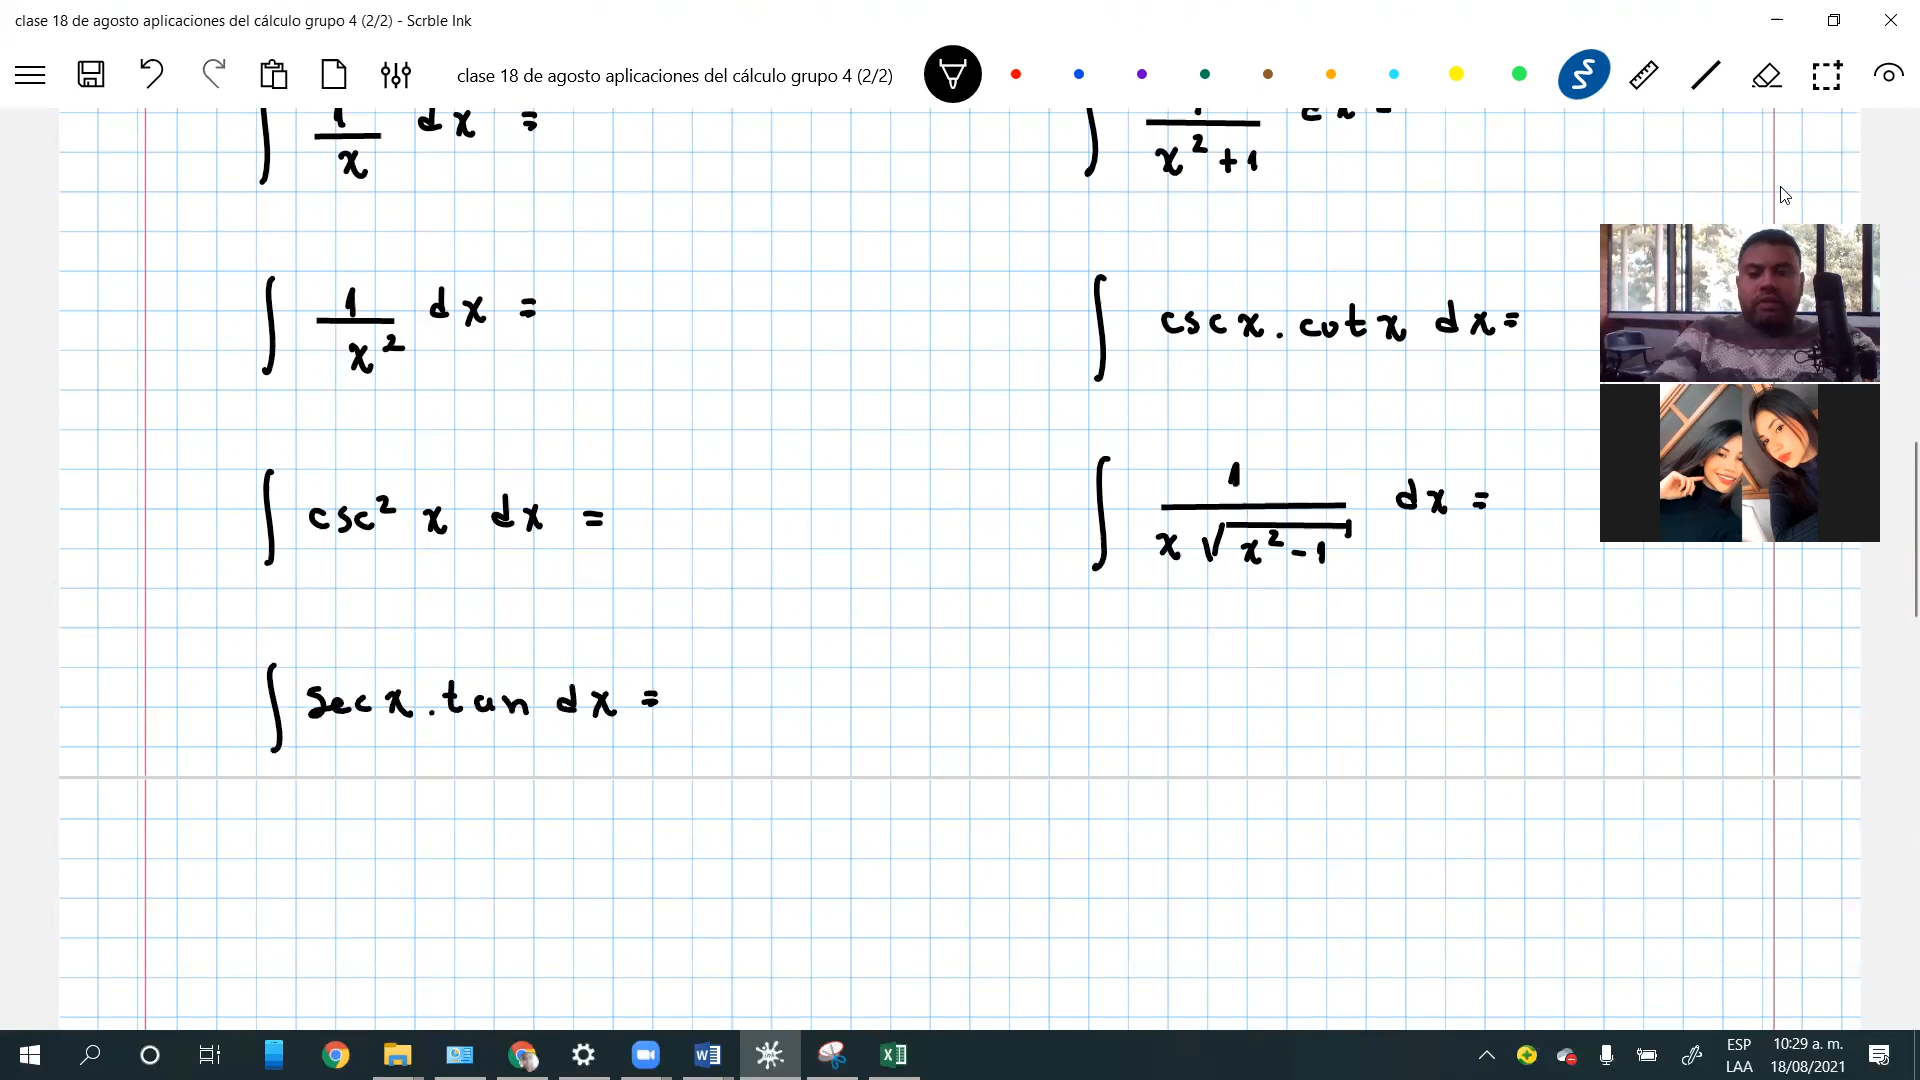 clase 18 de agosto aplicaciones del cálculo grupo 4 (2/2) - Scrble Ink
clase 18 de agosto aplicaciones del cálculo grupo 4 (2/2)
∫ 1/x dx =
∫ 1/(x² + 1) dx =
∫ 1/x² dx =
∫ csc x . cot x dx =
∫ csc² x dx =
∫ 1/(x √(x² - 1)) dx =
∫ sec x . tan dx =
ESP
LAA
10:29 a. m.
18/08/2021